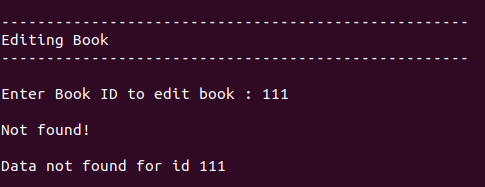 ----------------------------------------------------
Editing Book
----------------------------------------------------
Enter Book ID to edit book : 111
Not found!
Data not found for id 111